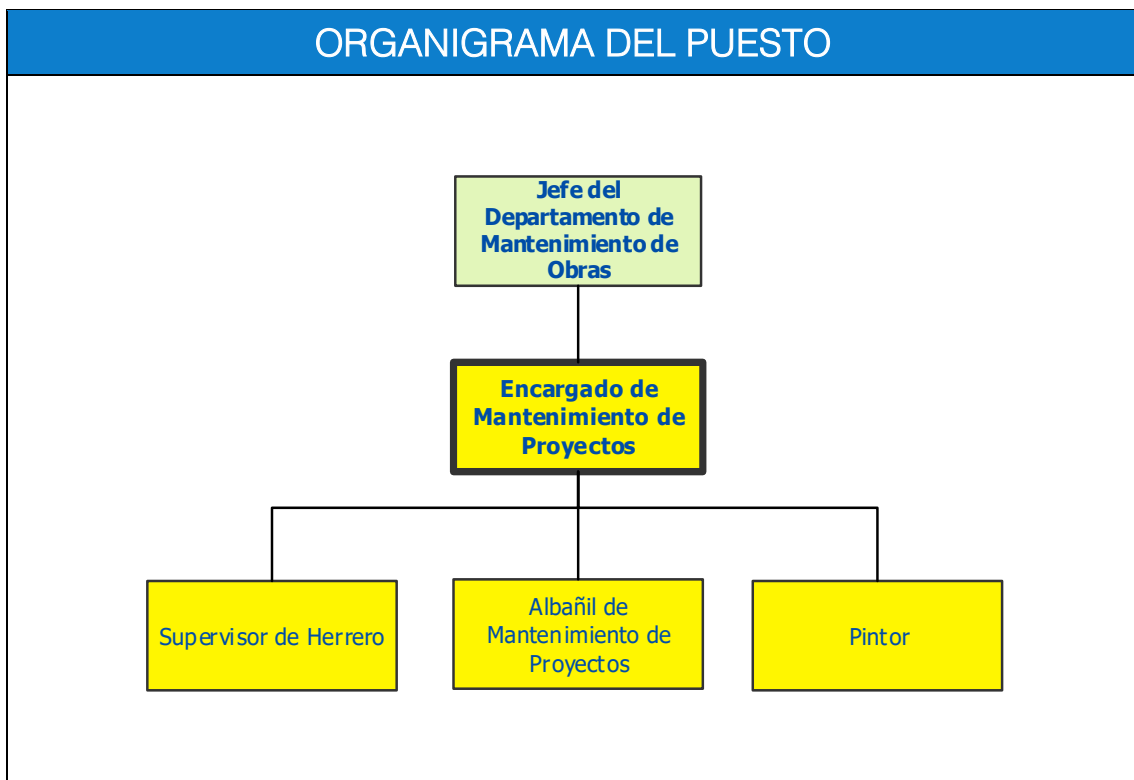 ORGANIGRAMA DEL PUESTO
Jefe del
Departamento de
Mantenimiento de
Obras
Encargado de
Mantenimiento de
Proyectos
Supervisor de Herrero
Albañil de
Mantenimiento de
Proyectos
Pintor